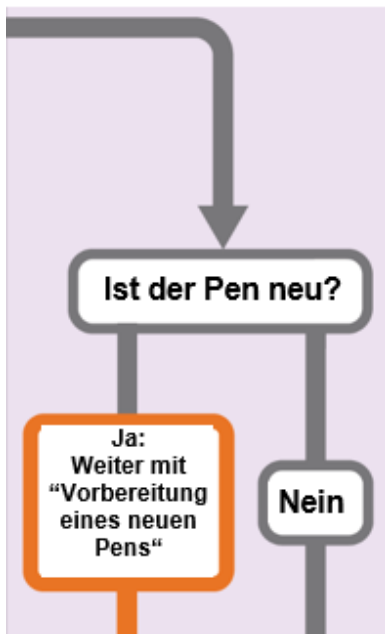 Ist der Pen neu?
Ja:
Weiter mit
“Vorbereitung
eines neuen
Pens“
Nein